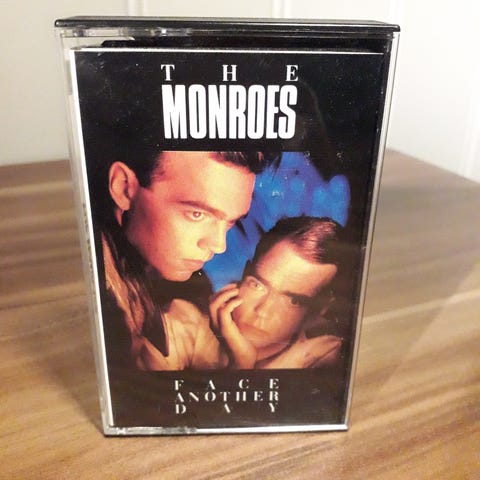 THE
MONROES
FACE
ANOTHER
DAY